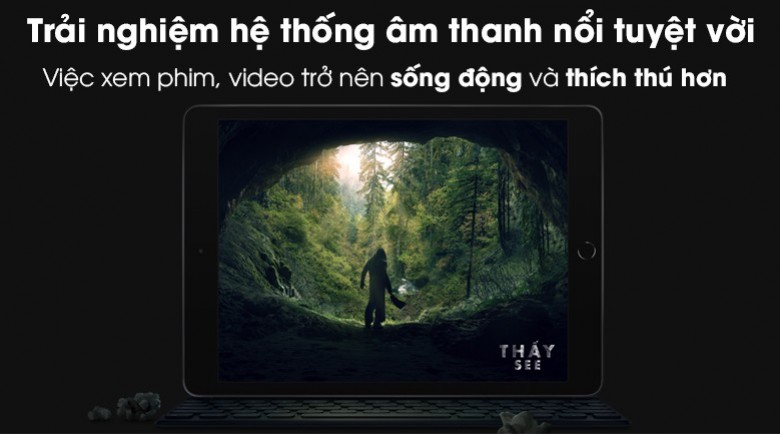 Trải nghiệm hệ thống âm thanh nổi tuyệt vời
Việc xem phim, video trở nên sống động và thích thú hơn
THẤY
SEE